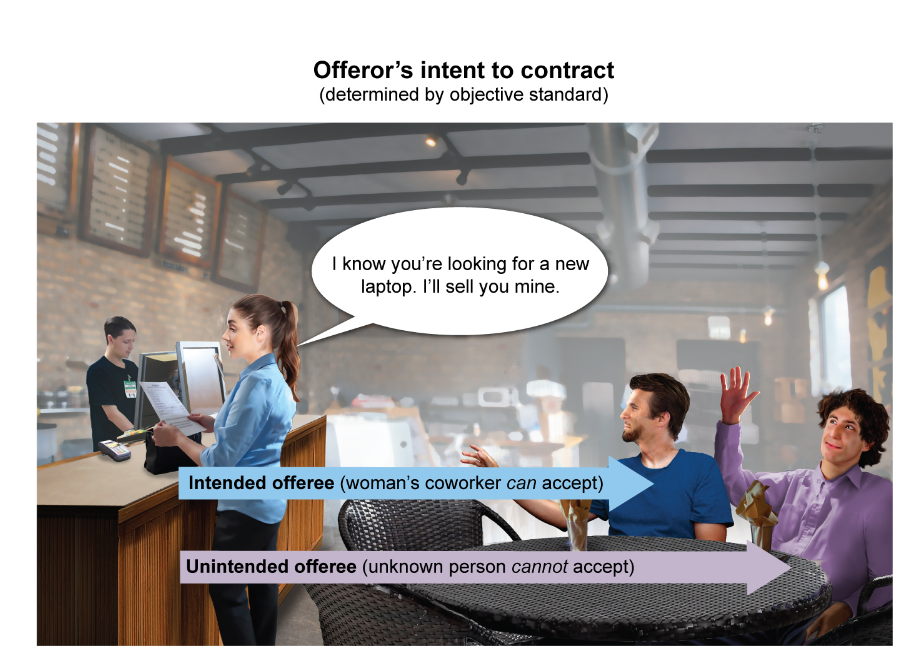 Offeror’s intent to contract
(determined by objective standard)
I know you’re looking for a new
laptop. I’ll sell you mine.
Intended offeree (woman’s coworker can accept)
Unintended offeree (unknown person cannot accept)